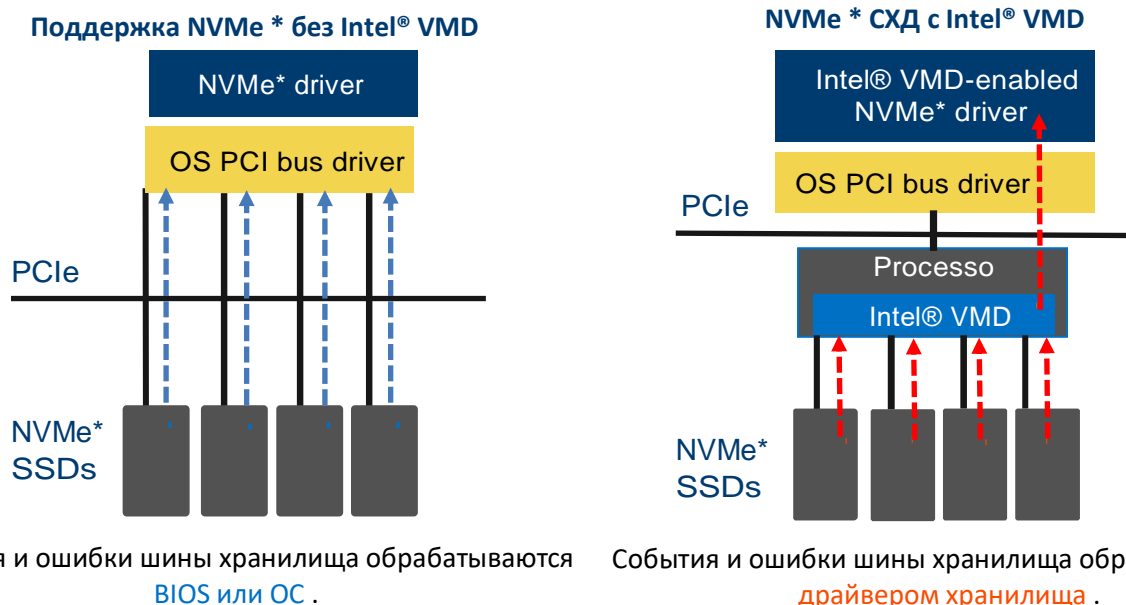 Поддержка NVMe * без Intel® VMD
NVMe* driver
OS PCI bus driver
PCIe
NVMe*
SSDs
я и ошибки шины хранилища обрабатываются
BIOS или ОС .
NVMe * СХД с Intel® VMD
Intel® VMD-enabled
NVMe* driver
OS PCI bus driver
PCIe
Processo
Intel® VMD
NVMe*
SSDs
События и ошибки шины хранилища обр
драйвером хранилища .